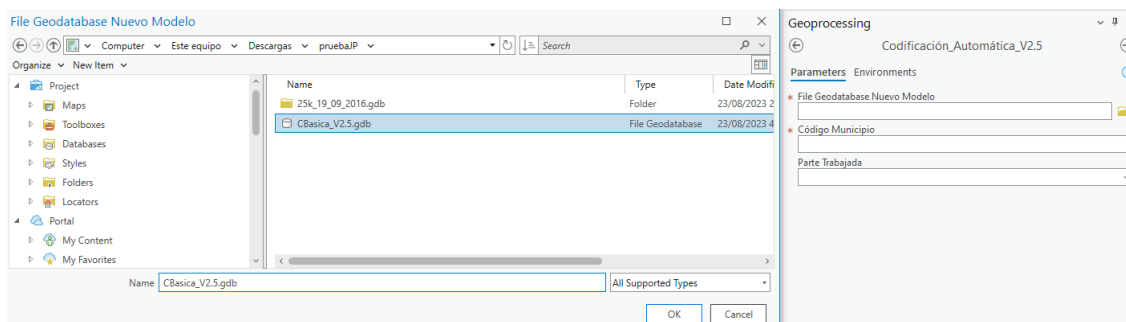 File Geodatabase Nuevo Modelo
Computer Este equipo Descargas pruebaJP Search
Organize New Item
Project
Maps
Toolboxes
Databases
Styles
Folders
Locators
Portal
My Content
My Favorites
Name Type Date Modifi
25k_19_09_2016.gdb Folder 23/08/2023 2
CBasica_V2.5.gdb File Geodatabase 23/08/2023 4
Name CBasica_V2.5.gdb All Supported Types
OK Cancel
Geoprocessing
Codificación_Automática_V2.5
Parameters Environments
* File Geodatabase Nuevo Modelo
* Código Municipio
Parte Trabajada